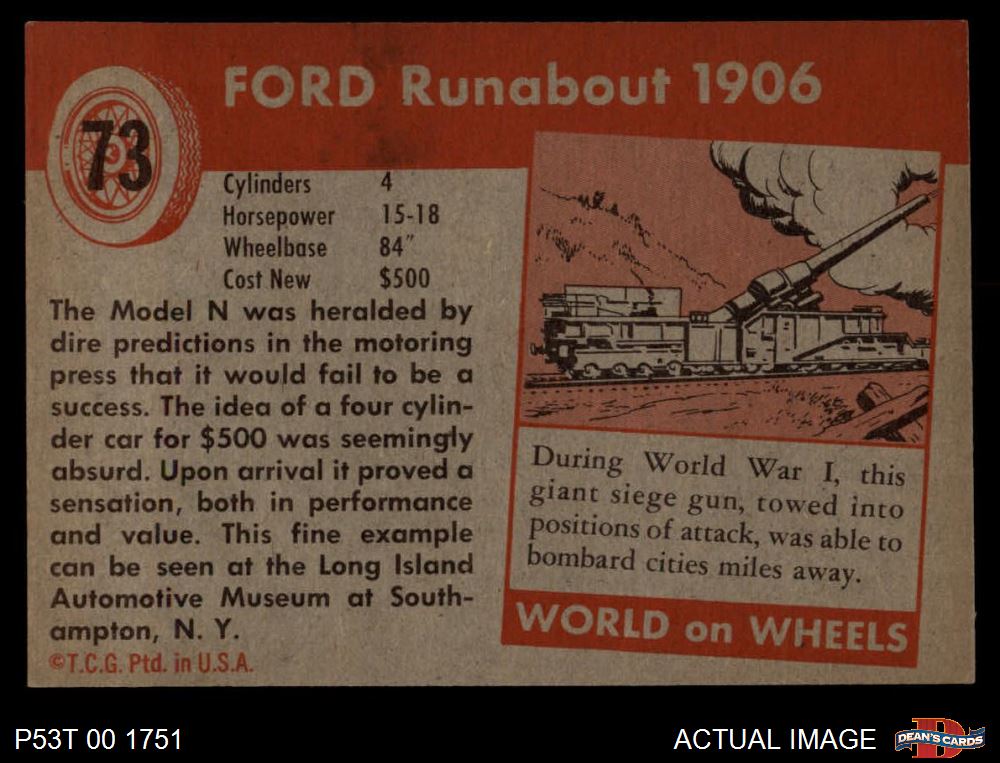 FORD Runabout 1906
73
Cylinders 4
Horsepower 15-18
Wheelbase 84"
Cost New $500
The Model N was heralded by
dire predictions in the motoring
press that it would fail to be a
success. The idea of a four cylin-
der car for $500 was seemingly
absurd. Upon arrival it proved a
sensation, both in performance
and value. This fine example
can be seen at the Long Island
Automotive Museum at South-
ampton, N. Y.
©T.C.G. Ptd. in U.S.A.
During World War I, this
giant siege gun, towed into
positions of attack, was able to
bombard cities miles away.
WORLD on WHEELS
P53T 00 1751
ACTUAL IMAGE
D
DEAN'S CARDS